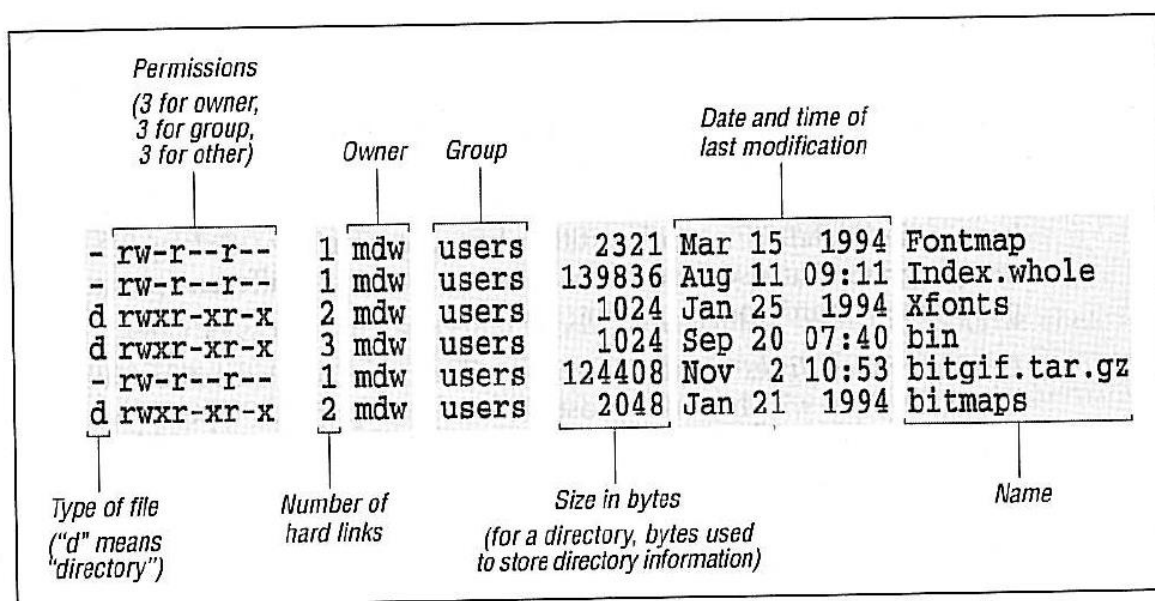 Permissions
(3 for owner,
3 for group,
3 for other)
Owner
Group
Date and time of
last modification
- rw-r--r-- 1 mdw users 2321 Mar 15 1994 Fontmap
- rw-r--r-- 1 mdw users 139836 Aug 11 09:11 Index.whole
d rwxr-xr-x 2 mdw users 1024 Jan 25 1994 Xfonts
d rwxr-xr-x 3 mdw users 1024 Sep 20 07:40 bin
- rw-r--r-- 1 mdw users 124408 Nov 2 10:53 bitgif.tar.gz
d rwxr-xr-x 2 mdw users 2048 Jan 21 1994 bitmaps
Type of file
("d" means
"directory")
Number of
hard links
Size in bytes
(for a directory, bytes used
to store directory information)
Name